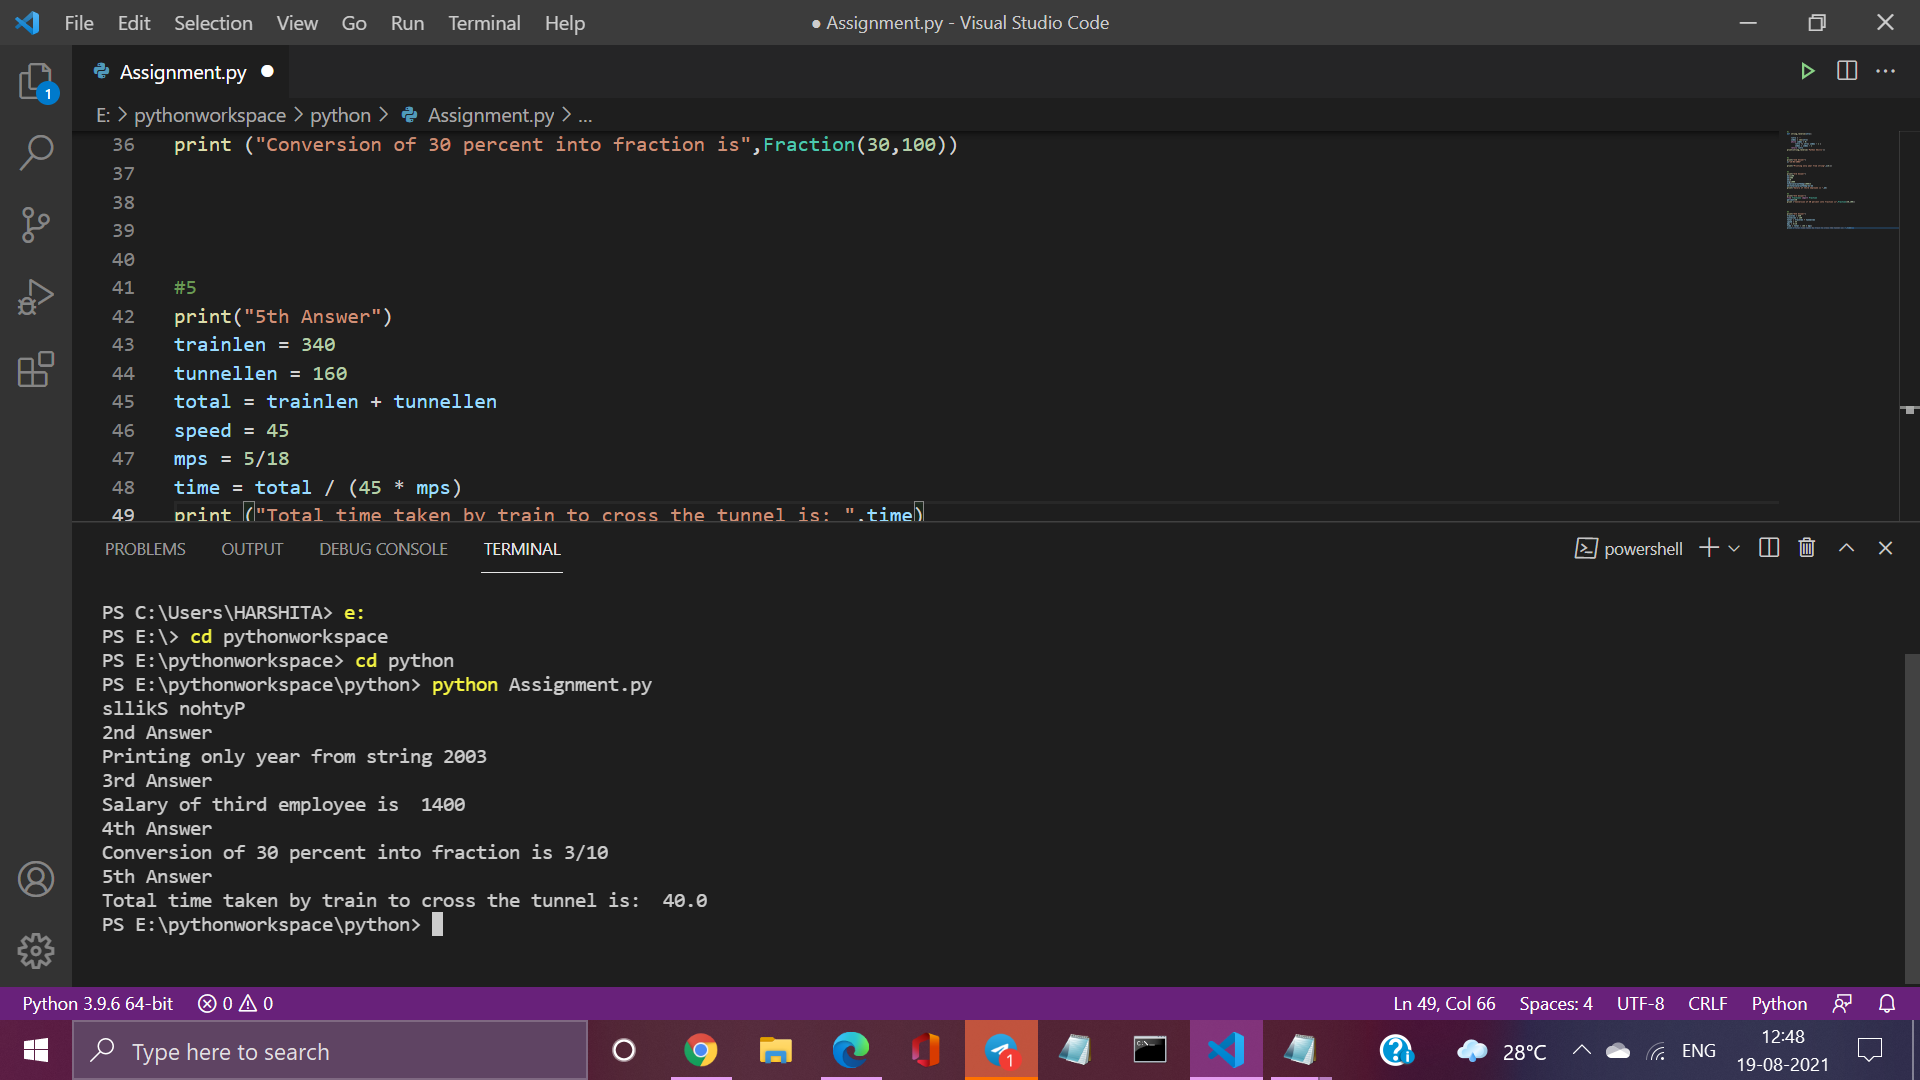 File Edit Selection View Go Run Terminal Help
● Assignment.py - Visual Studio Code
Assignment.py ●
1
E: > pythonworkspace > python > Assignment.py > ...
36 print ("Conversion of 30 percent into fraction is",Fraction(30,100))
37
38
39
40
41 #5
42 print("5th Answer")
43 trainlen = 340
44 tunnellen = 160
45 total = trainlen + tunnellen
46 speed = 45
47 mps = 5/18
48 time = total / (45 * mps)
49 print ("Total time taken by train to cross the tunnel is: ",time)
PROBLEMS OUTPUT DEBUG CONSOLE TERMINAL
powershell
PS C:\Users\HARSHITA> e:
PS E:\> cd pythonworkspace
PS E:\pythonworkspace> cd python
PS E:\pythonworkspace\python> python Assignment.py
sllikS nohtyP
2nd Answer
Printing only year from string 2003
3rd Answer
Salary of third employee is  1400
4th Answer
Conversion of 30 percent into fraction is 3/10
5th Answer
Total time taken by train to cross the tunnel is:  40.0
PS E:\pythonworkspace\python>
Python 3.9.6 64-bit 0 0
Ln 49, Col 66 Spaces: 4 UTF-8 CRLF Python
Type here to search
1
28°C
ENG
12:48
19-08-2021